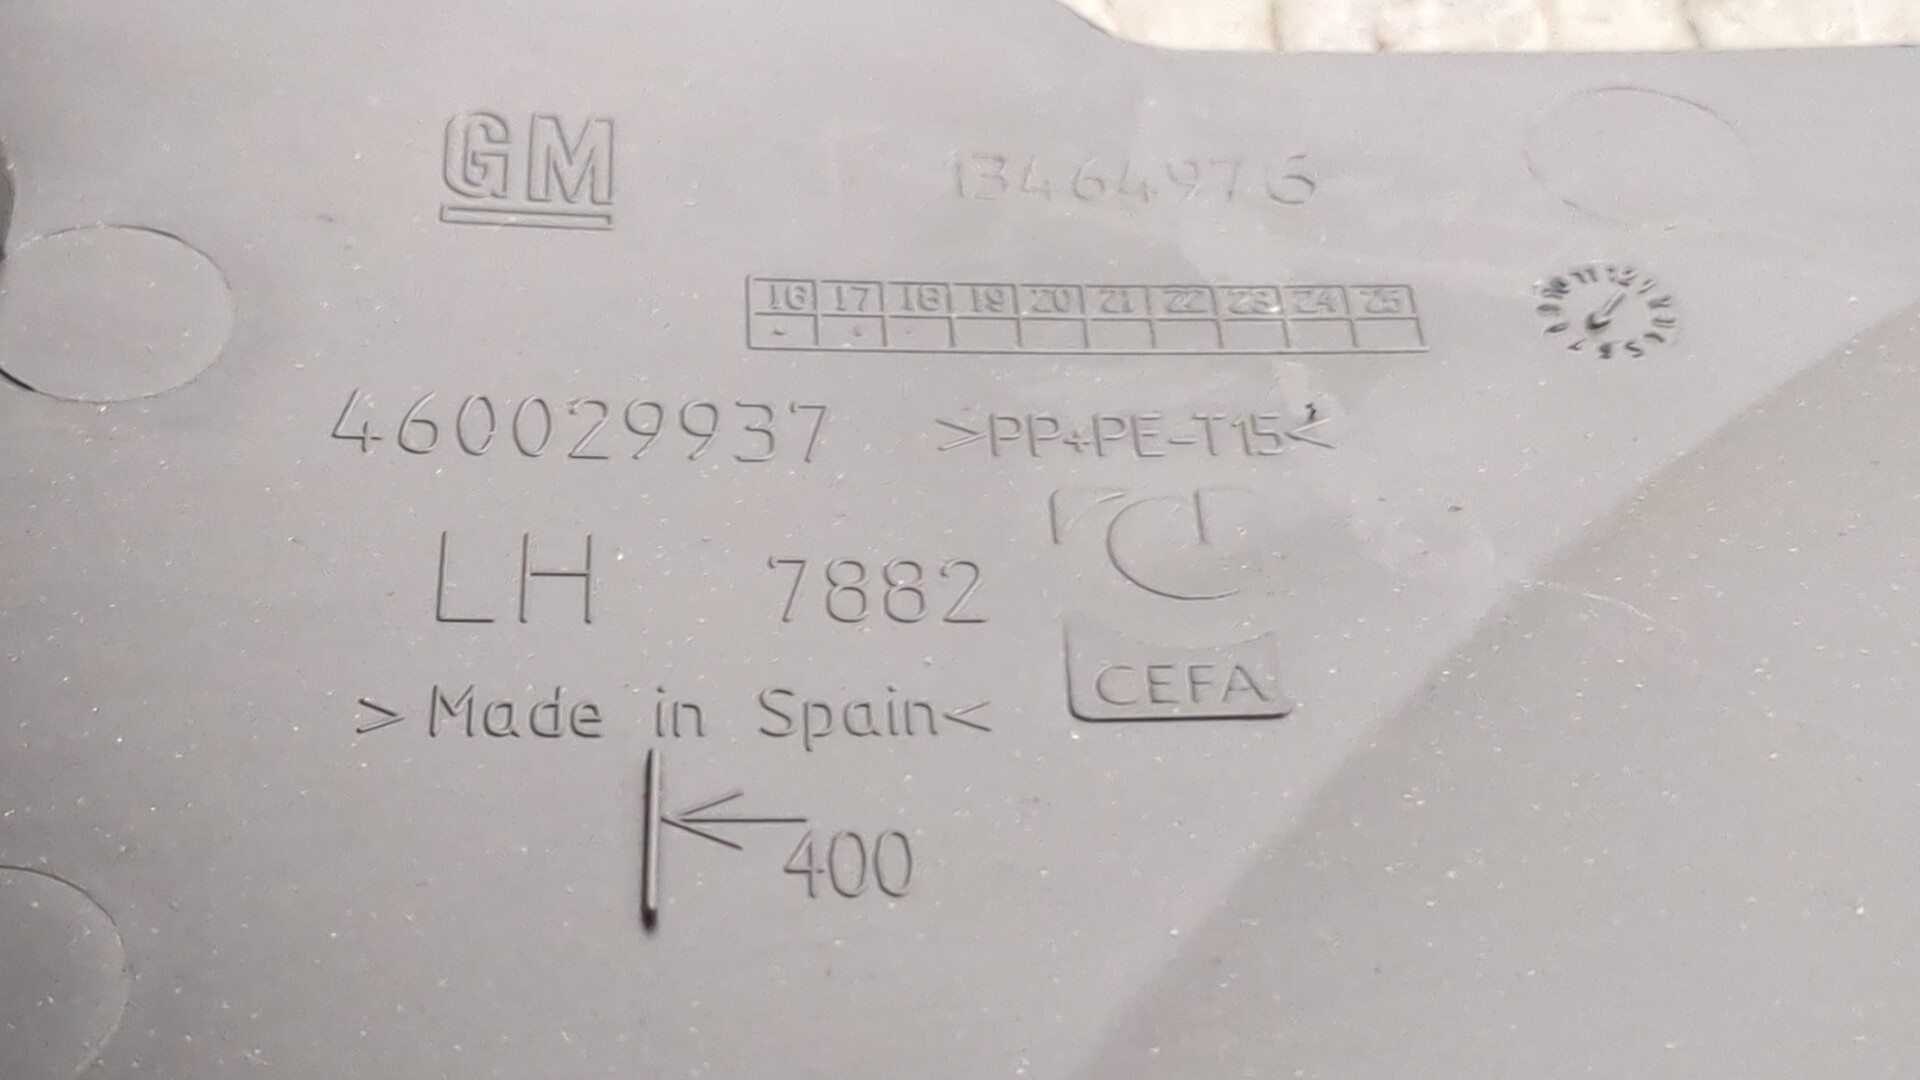 GM
13464976
16 17 18 19 20 21 22 23 24 25
460029937 >PP+PE-T15<
LH 7882
CEFA
>Made in Spain<
400